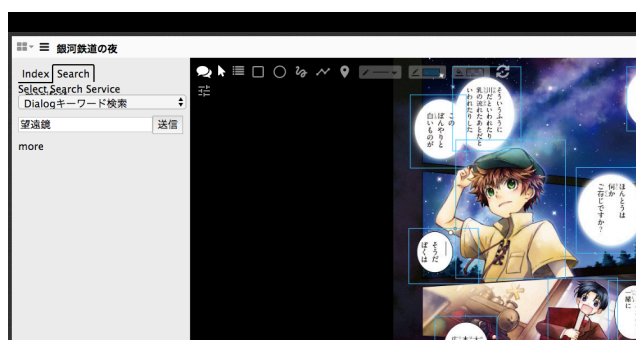 銀河鉄道の夜
Index Search
Select Search Service
Dialogキーワード検索
望遠鏡 送信
more
そういうふうに
川だといわれたり
乳の流れたあとだと
いわれたりした
この
ぼんやりと
白いものが
ほんとうは
何か
ご存じですか?
そうだ
ぼくは
一緒に